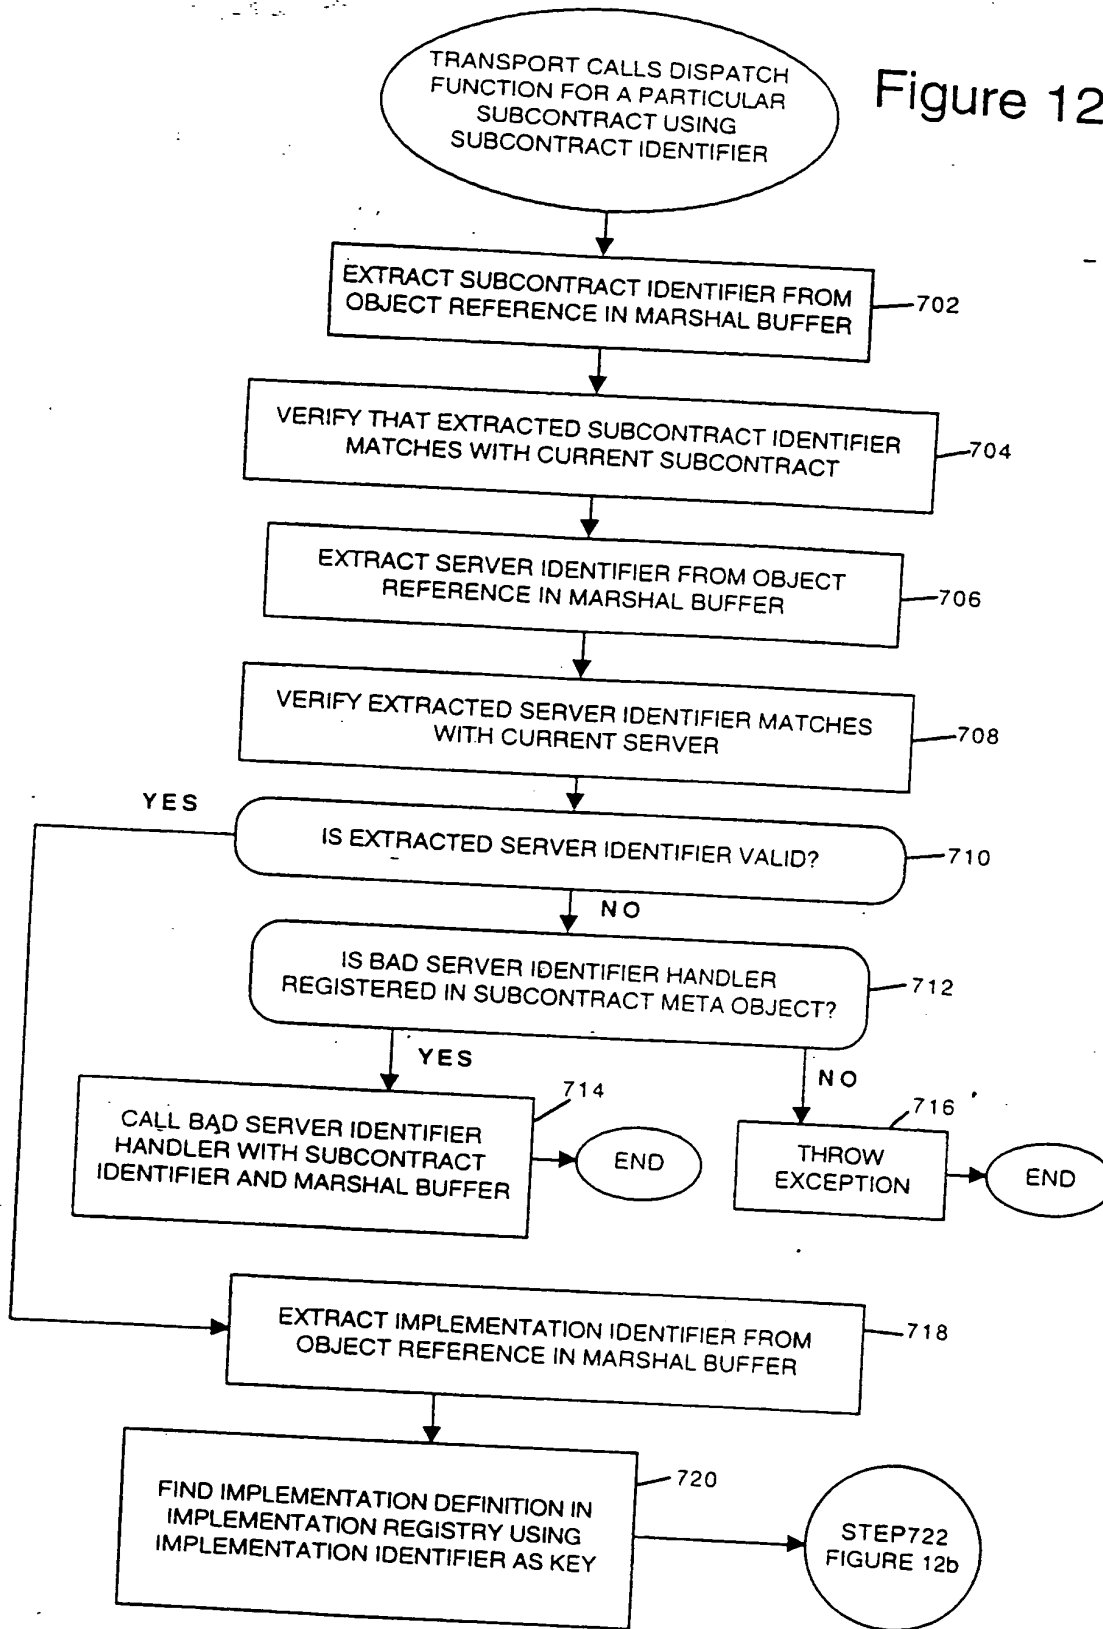 TRANSPORT CALLS DISPATCH
FUNCTION FOR A PARTICULAR
SUBCONTRACT USING
SUBCONTRACT IDENTIFIER
Figure 12
EXTRACT SUBCONTRACT IDENTIFIER FROM
OBJECT REFERENCE IN MARSHAL BUFFER
702
VERIFY THAT EXTRACTED SUBCONTRACT IDENTIFIER
MATCHES WITH CURRENT SUBCONTRACT
704
EXTRACT SERVER IDENTIFIER FROM OBJECT
REFERENCE IN MARSHAL BUFFER
706
VERIFY EXTRACTED SERVER IDENTIFIER MATCHES
WITH CURRENT SERVER
708
YES
IS EXTRACTED SERVER IDENTIFIER VALID?
710
NO
IS BAD SERVER IDENTIFIER HANDLER
REGISTERED IN SUBCONTRACT META OBJECT?
712
YES
NO
714
CALL BAD SERVER IDENTIFIER
HANDLER WITH SUBCONTRACT
IDENTIFIER AND MARSHAL BUFFER
END
716
THROW
EXCEPTION
END
EXTRACT IMPLEMENTATION IDENTIFIER FROM
OBJECT REFERENCE IN MARSHAL BUFFER
718
FIND IMPLEMENTATION DEFINITION IN
IMPLEMENTATION REGISTRY USING
IMPLEMENTATION IDENTIFIER AS KEY
720
STEP722
FIGURE 12b